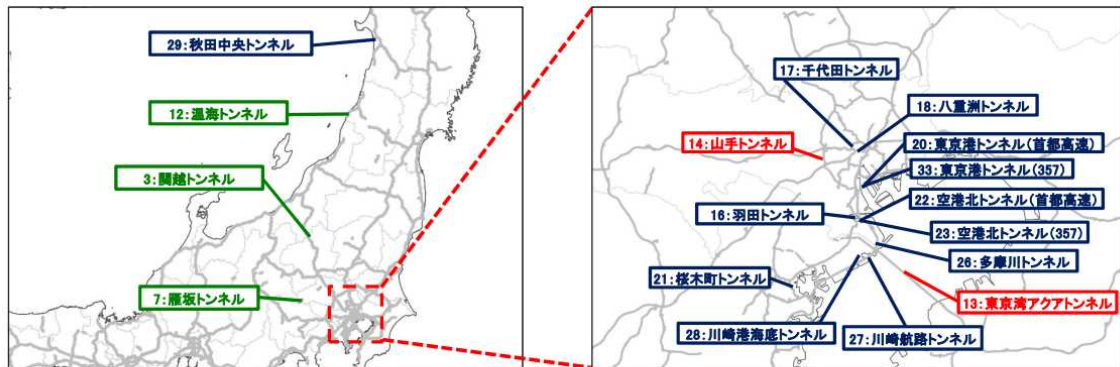 29:秋田中央トンネル
12:温海トンネル
3:関越トンネル
7:雁坂トンネル
17:千代田トンネル
18:八重洲トンネル
14:山手トンネル
20:東京港トンネル(首都高速)
33:東京港トンネル(357)
22:空港北トンネル(首都高速)
16:羽田トンネル
23:空港北トンネル(357)
26:多摩川トンネル
21:桜木町トンネル
13:東京湾アクアトンネル
28:川崎港海底トンネル
27:川崎航路トンネル